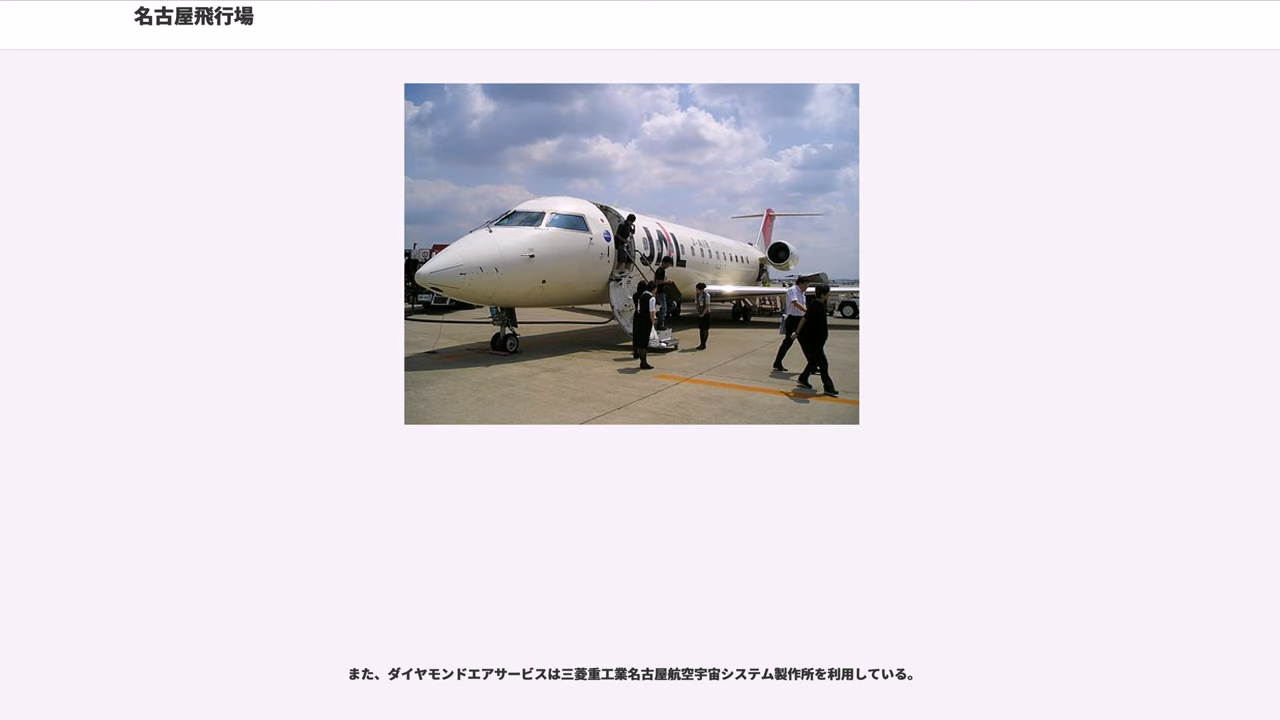 名古屋飛行場
JAL
J-AIR
また、ダイヤモンドエアサービスは三菱重工業名古屋航空宇宙システム製作所を利用している。